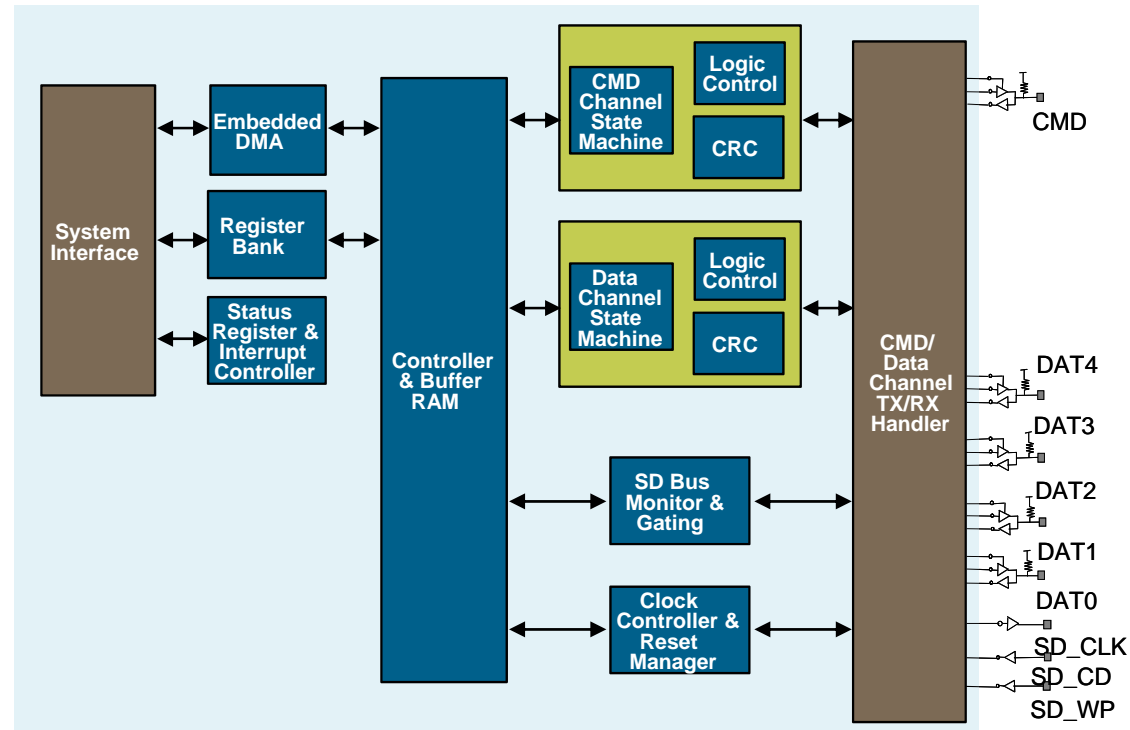 System
Interface
Embedded
DMA
Register
Bank
Status
Register &
Interrupt
Controller
Controller
& Buffer
RAM
CMD
Channel
State
Machine
Logic
Control
CRC
Data
Channel
State
Machine
Logic
Control
CRC
SD Bus
Monitor &
Gating
Clock
Controller &
Reset
Manager
CMD/
Data
Channel
TX/RX
Handler
CMD
DAT4
DAT3
DAT2
DAT1
DAT0
SD_CLK
SD_CD
SD_WP